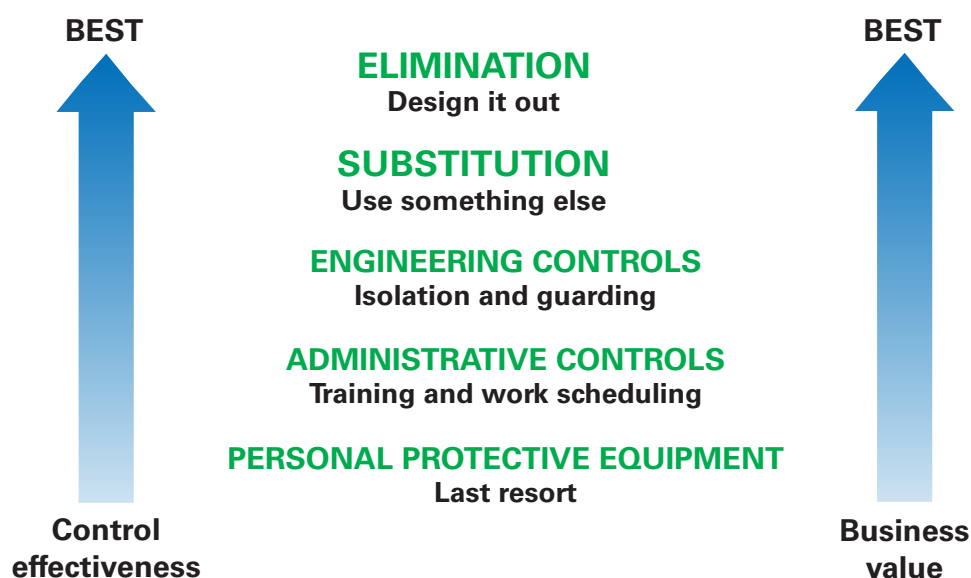 BEST
BEST
ELIMINATION
Design it out
SUBSTITUTION
Use something else
ENGINEERING CONTROLS
Isolation and guarding
ADMINISTRATIVE CONTROLS
Training and work scheduling
PERSONAL PROTECTIVE EQUIPMENT
Last resort
Control
effectiveness
Business
value